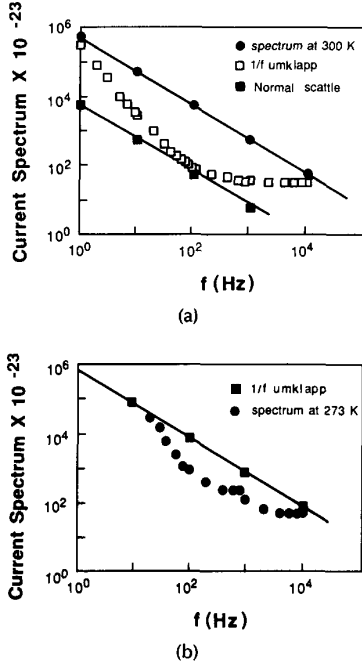 Current Spectrum X 10 -23
10^6
10^4
10^2
10^0
10^0
10^2
10^4
f (Hz)
spectrum at 300 K
1/f umklapp
Normal scattle
(a)
Current Spectrum X 10 -23
10^6
10^4
10^2
10^0
10^0
10^2
10^4
f (Hz)
1/f umklapp
spectrum at 273 K
(b)